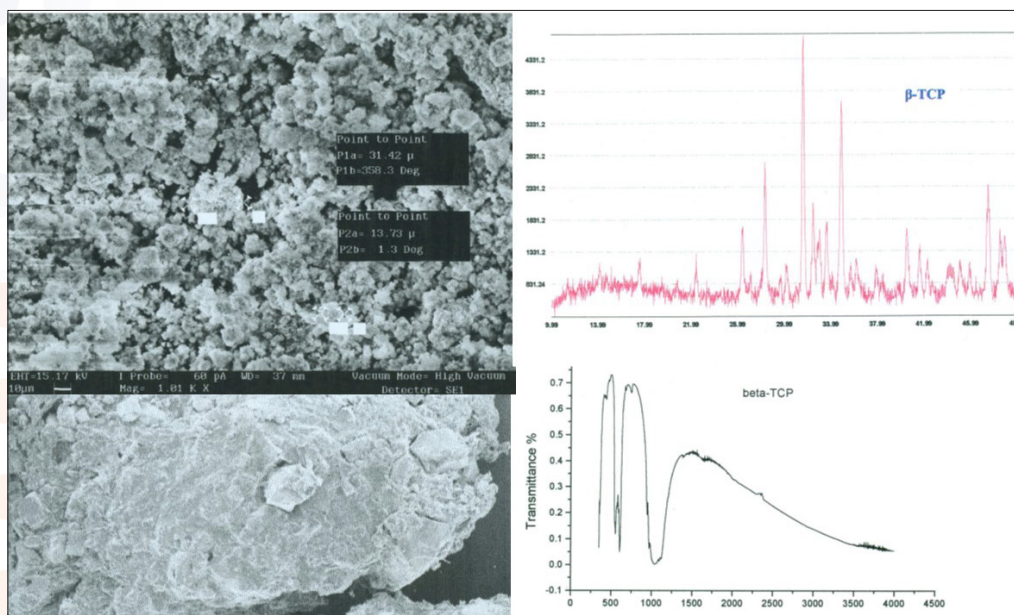 Point to Point
P1a= 31.42 µ
P1b=358.3 Deg
Point to Point
P2a= 13.73 µ
P2b= 1.3 Deg
EHT=15.17 kV I Probe= 60 pA WD= 37 mm Vacuum Mode= High Vacuum
10µm Mag= 1.01 K X Detector= SE1
β-TCP
4331.2
3831.2
3331.2
2831.2
2331.2
1831.2
1331.2
831.24
9.99 13.99 17.99 21.99 25.99 29.99 33.99 37.99 41.99 45.99
beta-TCP
Transmittance %
0.7
0.6
0.5
0.4
0.3
0.2
0.1
0.0
-0.1
0 500 1000 1500 2000 2500 3000 3500 4000 4500